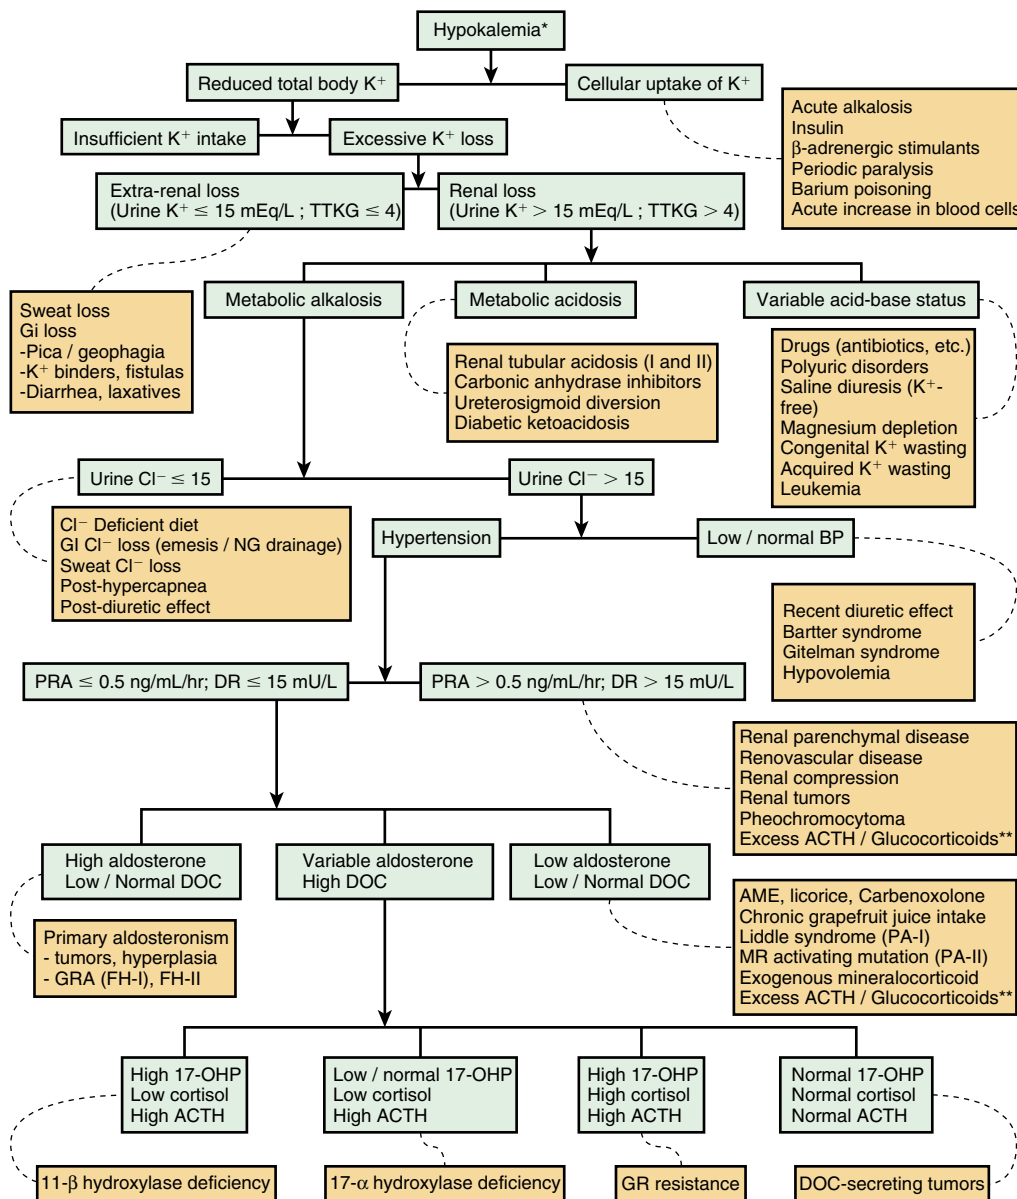 Hypokalemia*
Reduced total body K⁺
Cellular uptake of K⁺
Acute alkalosis
Insulin
β-adrenergic stimulants
Periodic paralysis
Barium poisoning
Acute increase in blood cells
Insufficient K⁺ intake
Excessive K⁺ loss
Extra-renal loss
(Urine K⁺ ≤ 15 mEq/L ; TTKG ≤ 4)
Renal loss
(Urine K⁺ > 15 mEq/L ; TTKG > 4)
Sweat loss
Gi loss
-Pica / geophagia
-K⁺ binders, fistulas
-Diarrhea, laxatives
Metabolic alkalosis
Metabolic acidosis
Variable acid-base status
Renal tubular acidosis (I and II)
Carbonic anhydrase inhibitors
Ureterosigmoid diversion
Diabetic ketoacidosis
Drugs (antibiotics, etc.)
Polyuric disorders
Saline diuresis (K⁺-
free)
Magnesium depletion
Congenital K⁺ wasting
Acquired K⁺ wasting
Leukemia
Urine Cl⁻ ≤ 15
Urine Cl⁻ > 15
Cl⁻ Deficient diet
GI Cl⁻ loss (emesis / NG drainage)
Sweat Cl⁻ loss
Post-hypercapnea
Post-diuretic effect
Hypertension
Low / normal BP
Recent diuretic effect
Bartter syndrome
Gitelman syndrome
Hypovolemia
PRA ≤ 0.5 ng/mL/hr; DR ≤ 15 mU/L
PRA > 0.5 ng/mL/hr; DR > 15 mU/L
Renal parenchymal disease
Renovascular disease
Renal compression
Renal tumors
Pheochromocytoma
Excess ACTH / Glucocorticoids**
High aldosterone
Low / Normal DOC
Variable aldosterone
High DOC
Low aldosterone
Low / Normal DOC
Primary aldosteronism
- tumors, hyperplasia
- GRA (FH-I), FH-II
AME, licorice, Carbenoxolone
Chronic grapefruit juice intake
Liddle syndrome (PA-I)
MR activating mutation (PA-II)
Exogenous mineralocorticoid
Excess ACTH / Glucocorticoids**
High 17-OHP
Low cortisol
High ACTH
Low / normal 17-OHP
Low cortisol
High ACTH
High 17-OHP
High cortisol
High ACTH
Normal 17-OHP
Normal cortisol
Normal ACTH
11-β hydroxylase deficiency
17-α hydroxylase deficiency
GR resistance
DOC-secreting tumors